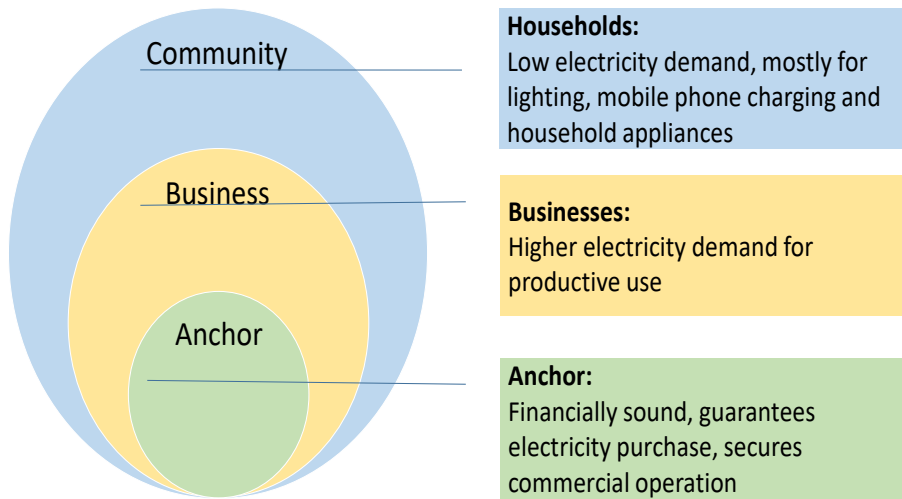 Community
Business
Anchor
Households:
Low electricity demand, mostly for
lighting, mobile phone charging and
household appliances
Businesses:
Higher electricity demand for
productive use
Anchor:
Financially sound, guarantees
electricity purchase, secures
commercial operation